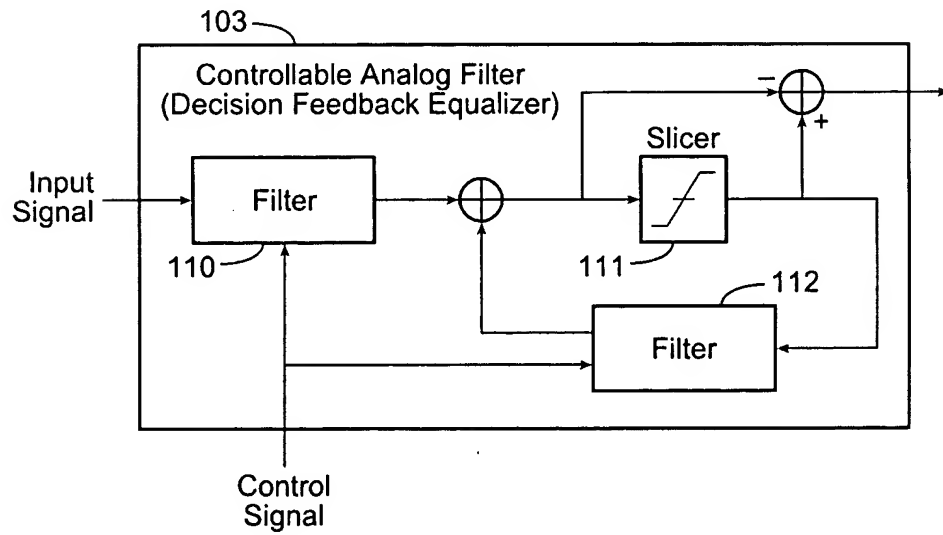 103
Controllable Analog Filter
(Decision Feedback Equalizer)
−
+
Slicer
Input
Signal
Filter
110
111
112
Filter
Control
Signal